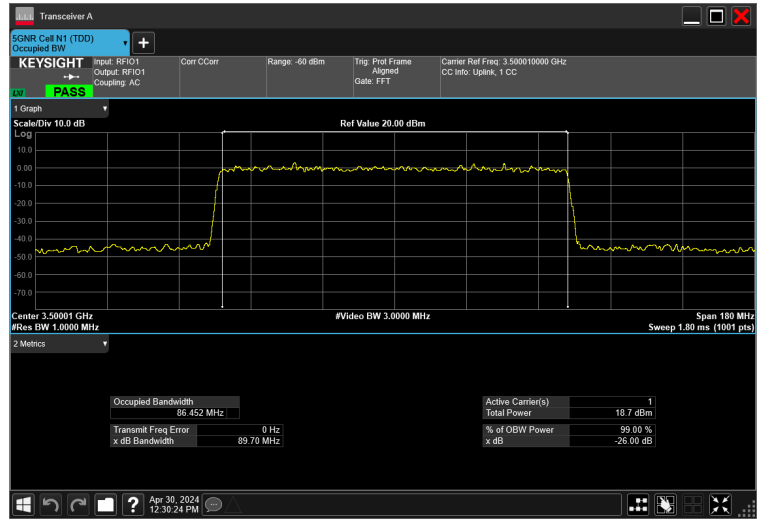 Transceiver A
5GNR Cell N1 (TDD)
Occupied BW
KEYSIGHT
LXI
PASS
Input: RFIO1
Output: RFIO1
Coupling: AC
Corr CCorr
Range: -60 dBm
Trig: Prot Frame
Aligned
Gate: FFT
Carrier Ref Freq: 3.500010000 GHz
CC Info: Uplink, 1 CC
1 Graph
Scale/Div 10.0 dB
Ref Value 20.00 dBm
Log
10.0
0.00
-10.0
-20.0
-30.0
-40.0
-50.0
-60.0
-70.0
Center 3.50001 GHz
#Video BW 3.0000 MHz
Span 180 MHz
#Res BW 1.0000 MHz
Sweep 1.80 ms (1001 pts)
2 Metrics
Occupied Bandwidth
86.452 MHz
Transmit Freq Error 0 Hz
x dB Bandwidth 89.70 MHz
Active Carrier(s) 1
Total Power 18.7 dBm
% of OBW Power 99.00 %
x dB -26.00 dB
?
Apr 30, 2024
12:30:24 PM